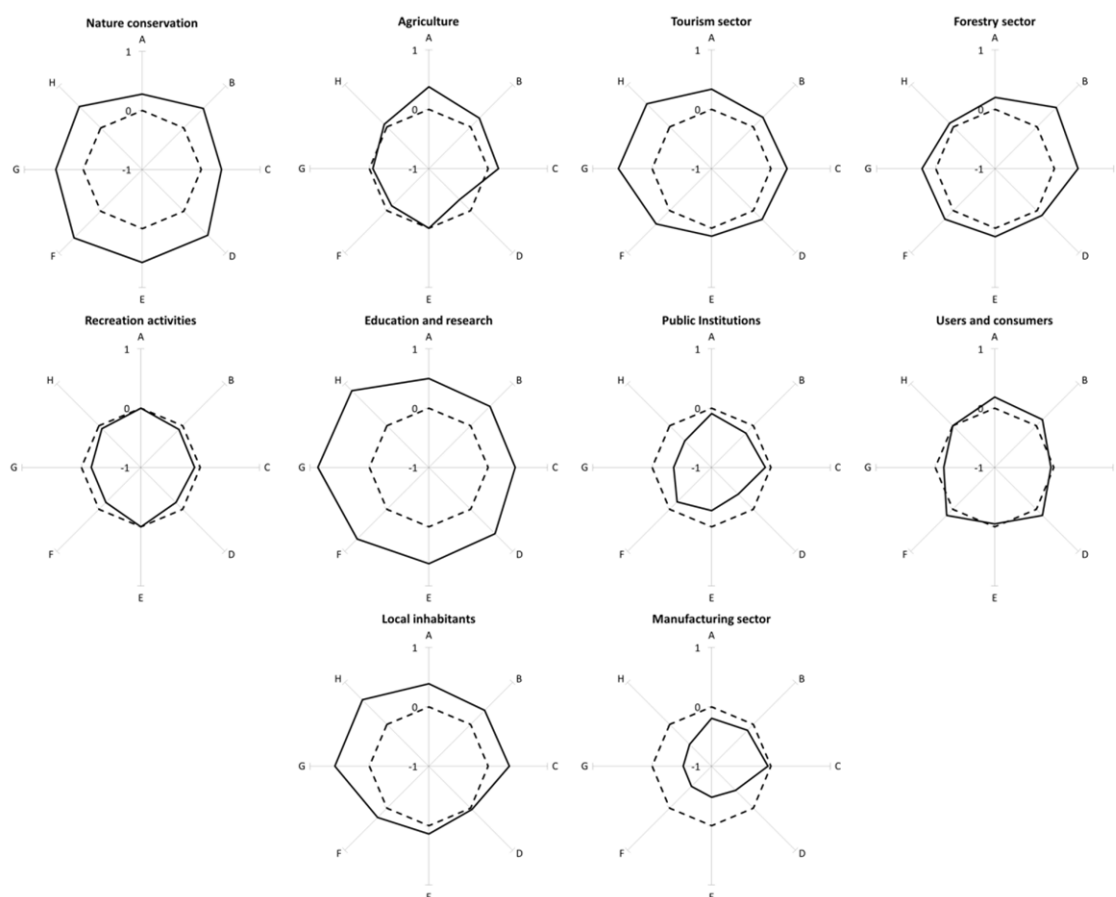 Nature conservation
A
1
B
0
C
-1
D
E
F
G
H
Agriculture
A
1
B
0
C
-1
D
E
F
G
H
Tourism sector
A
1
B
0
C
-1
D
E
F
G
H
Forestry sector
A
1
B
0
-1
D
E
F
G
H
Recreation activities
A
1
B
0
C
-1
D
E
F
G
H
Education and research
A
1
B
0
C
-1
D
E
F
G
H
Public Institutions
A
1
B
0
C
-1
D
E
F
G
H
Users and consumers
A
1
B
0
-1
D
E
F
G
H
Local inhabitants
A
1
B
0
C
-1
D
E
F
G
H
Manufacturing sector
A
1
B
0
C
-1
D
E
F
G
H